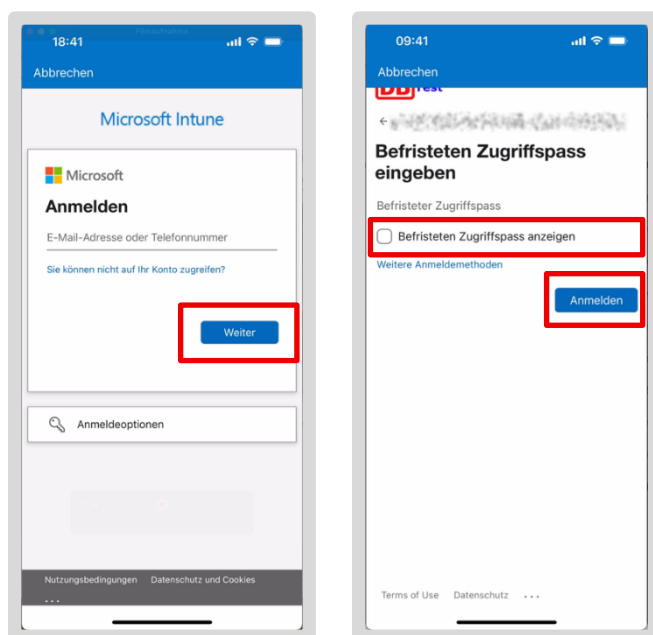 18:41
Abbrechen
Microsoft Intune
Microsoft
Anmelden
E-Mail-Adresse oder Telefonnummer
Sie können nicht auf Ihr Konto zugreifen?
Weiter
Anmeldeoptionen
Nutzungsbedingungen Datenschutz und Cookies
...
09:41
Abbrechen
DB Test
Befristeten Zugriffspass
eingeben
Befristeter Zugriffspass
Befristeten Zugriffspass anzeigen
Weitere Anmeldemethoden
Anmelden
Terms of Use Datenschutz ...